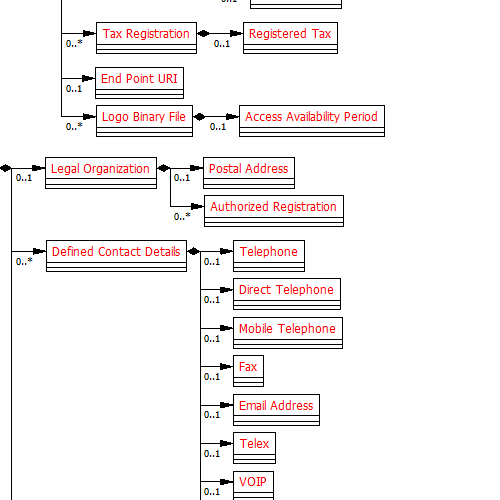 0..1
Tax Registration
Registered Tax
0..*
0..1
End Point URI
0..1
Logo Binary File
Access Availability Period
0..*
0..1
Legal Organization
Postal Address
0..1
0..1
Authorized Registration
0..*
Defined Contact Details
Telephone
0..*
0..1
Direct Telephone
0..1
Mobile Telephone
0..1
Fax
0..1
Email Address
0..1
Telex
0..1
VOIP
0..1